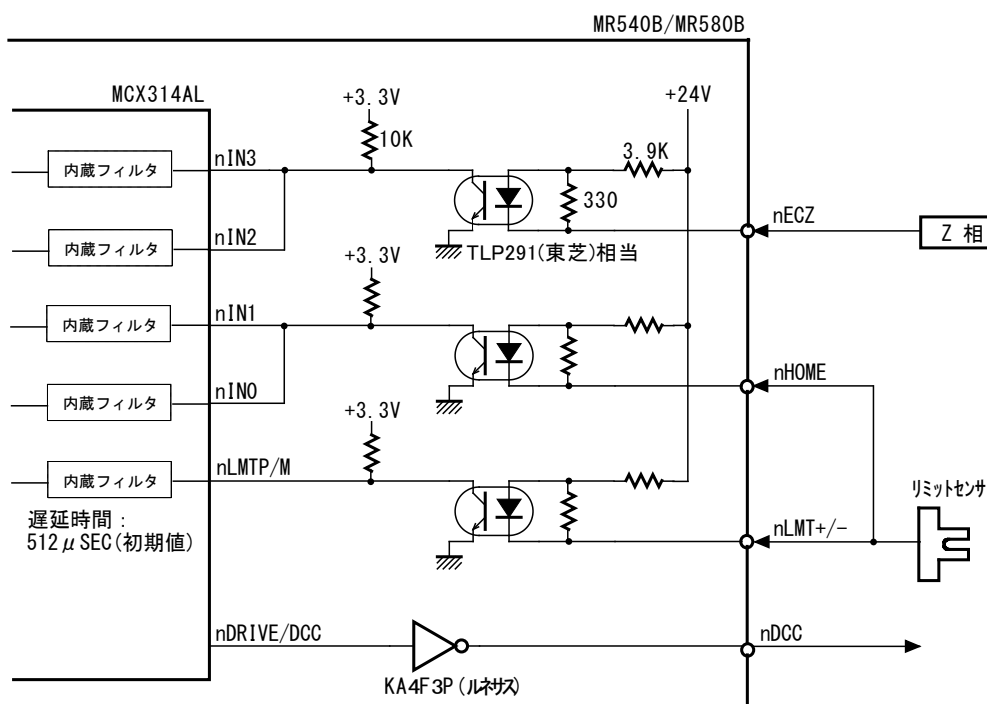 MR540B/MR580B
MCX314AL
+3.3V
+24V
10K
3.9K
内蔵フィルタ
nIN3
330
nECZ
Z 相
内蔵フィルタ
nIN2
TLP291(東芝)相当
+3.3V
内蔵フィルタ
nIN1
nHOME
内蔵フィルタ
nIN0
+3.3V
内蔵フィルタ
nLMTP/M
リミットセンサ
遅延時間:
512μSEC(初期値)
nLMT+/-
nDRIVE/DCC
nDCC
KA4F3P(ルネサス)